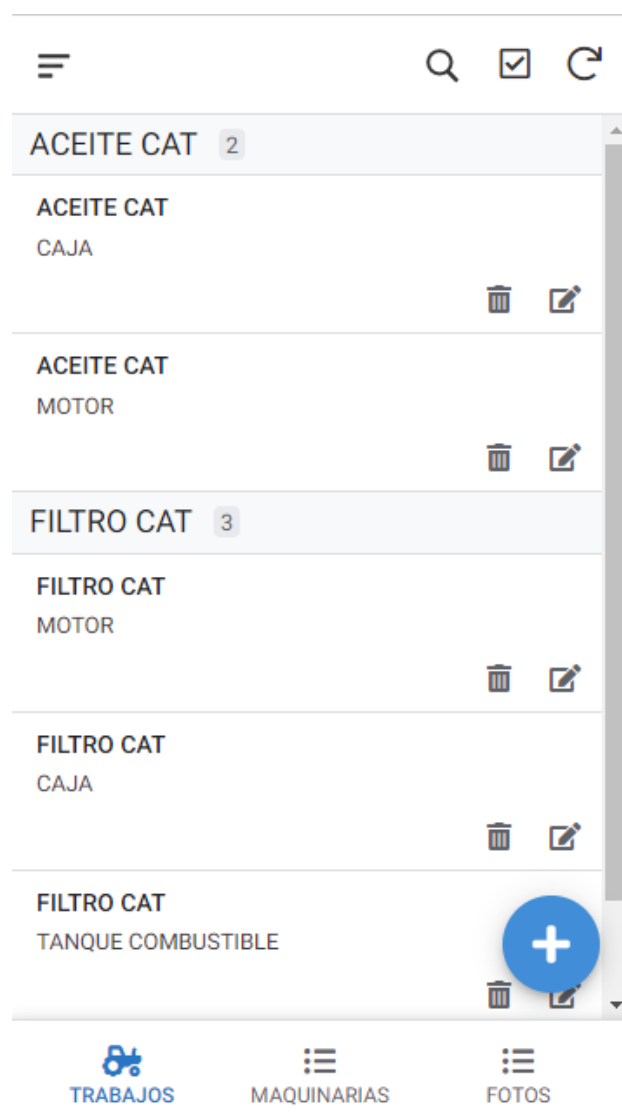 ACEITE CAT 2
ACEITE CAT
CAJA
ACEITE CAT
MOTOR
FILTRO CAT 3
FILTRO CAT
MOTOR
FILTRO CAT
CAJA
FILTRO CAT
TANQUE COMBUSTIBLE
TRABAJOS MAQUINARIAS FOTOS